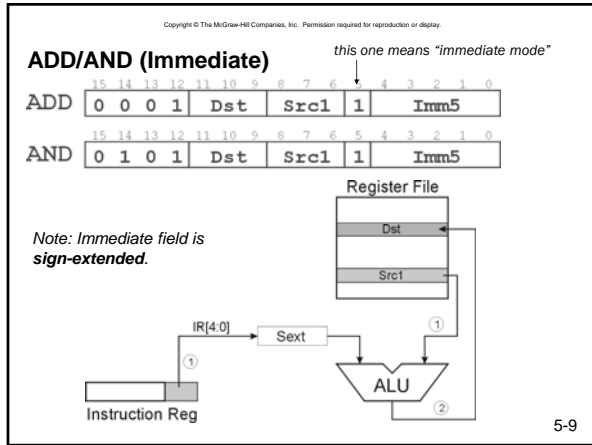 Copyright © The McGraw-Hill Companies, Inc. Permission required for reproduction or display.
ADD/AND (Immediate)
this one means “immediate mode”
15 14 13 12 11 10 9 8 7 6 5 4 3 2 1 0
ADD 0 0 0 1 Dst Src1 1 Imm5
15 14 13 12 11 10 9 8 7 6 5 4 3 2 1 0
AND 0 1 0 1 Dst Src1 1 Imm5
Register File
Dst
Note: Immediate field is
sign-extended.
Src1
IR[4:0]
Sext
1
1
ALU
2
Instruction Reg
5-9